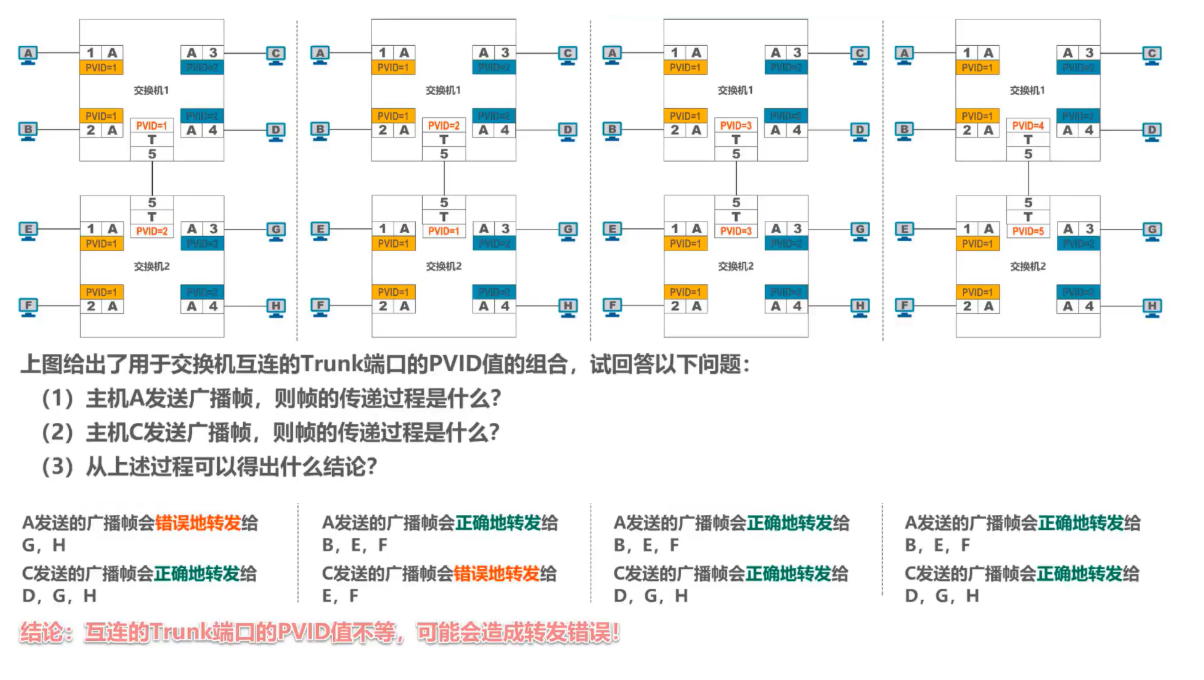 A 1 A A 3 C
PVID=1 PVID=2
交换机1
PVID=1 PVID=2
B 2 A PVID=1 A 4 D
T
5
5
T
E 1 A PVID=2 A 3 G
PVID=1 PVID=2
交换机2
PVID=1 PVID=2
F 2 A A 4 H
A 1 A A 3 C
PVID=1 PVID=2
交换机1
PVID=1 PVID=2
B 2 A PVID=2 A 4 D
T
5
5
T
E 1 A PVID=1 A 3 G
PVID=1 PVID=2
交换机2
PVID=1 PVID=2
F 2 A A 4 H
A 1 A A 3 C
PVID=1 PVID=2
交换机1
PVID=1 PVID=2
B 2 A PVID=3 A 4 D
T
5
5
T
E 1 A PVID=3 A 3 G
PVID=1 PVID=2
交换机2
PVID=1 PVID=2
F 2 A A 4 H
A 1 A A 3 C
PVID=1 PVID=2
交换机1
PVID=1 PVID=2
B 2 A PVID=4 A 4 D
T
5
5
T
E 1 A PVID=5 A 3 G
PVID=1 PVID=2
交换机2
PVID=1 PVID=2
F 2 A A 4 H
上图给出了用于交换机互连的Trunk端口的PVID值的组合，试回答以下问题：
（1）主机A发送广播帧，则帧的传递过程是什么？
（2）主机C发送广播帧，则帧的传递过程是什么？
（3）从上述过程可以得出什么结论？
A发送的广播帧会错误地转发给
G，H
C发送的广播帧会正确地转发给
D，G，H
A发送的广播帧会正确地转发给
B，E，F
C发送的广播帧会错误地转发给
E，F
A发送的广播帧会正确地转发给
B，E，F
C发送的广播帧会正确地转发给
D，G，H
A发送的广播帧会正确地转发给
B，E，F
C发送的广播帧会正确地转发给
D，G，H
结论：互连的Trunk端口的PVID值不等，可能会造成转发错误！